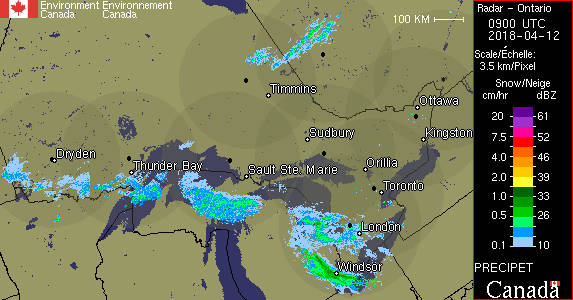 Environment Environnement
Canada Canada
100 KM
Timmins
Ottawa
Sudbury
Kingston
Dryden
Thunder Bay
Sault Ste. Marie
Orillia
Toronto
London
Windsor
Radar - Ontario
0900 UTC
2018-04-12
Scale/Échelle:
3.5 km/Pixel
Snow/Neige
cm/hr dBZ
20 61
7.5 52
4.0 46
2.0 39
1.0 33
0.5 26
0.1 10
PRECIPET
Canada